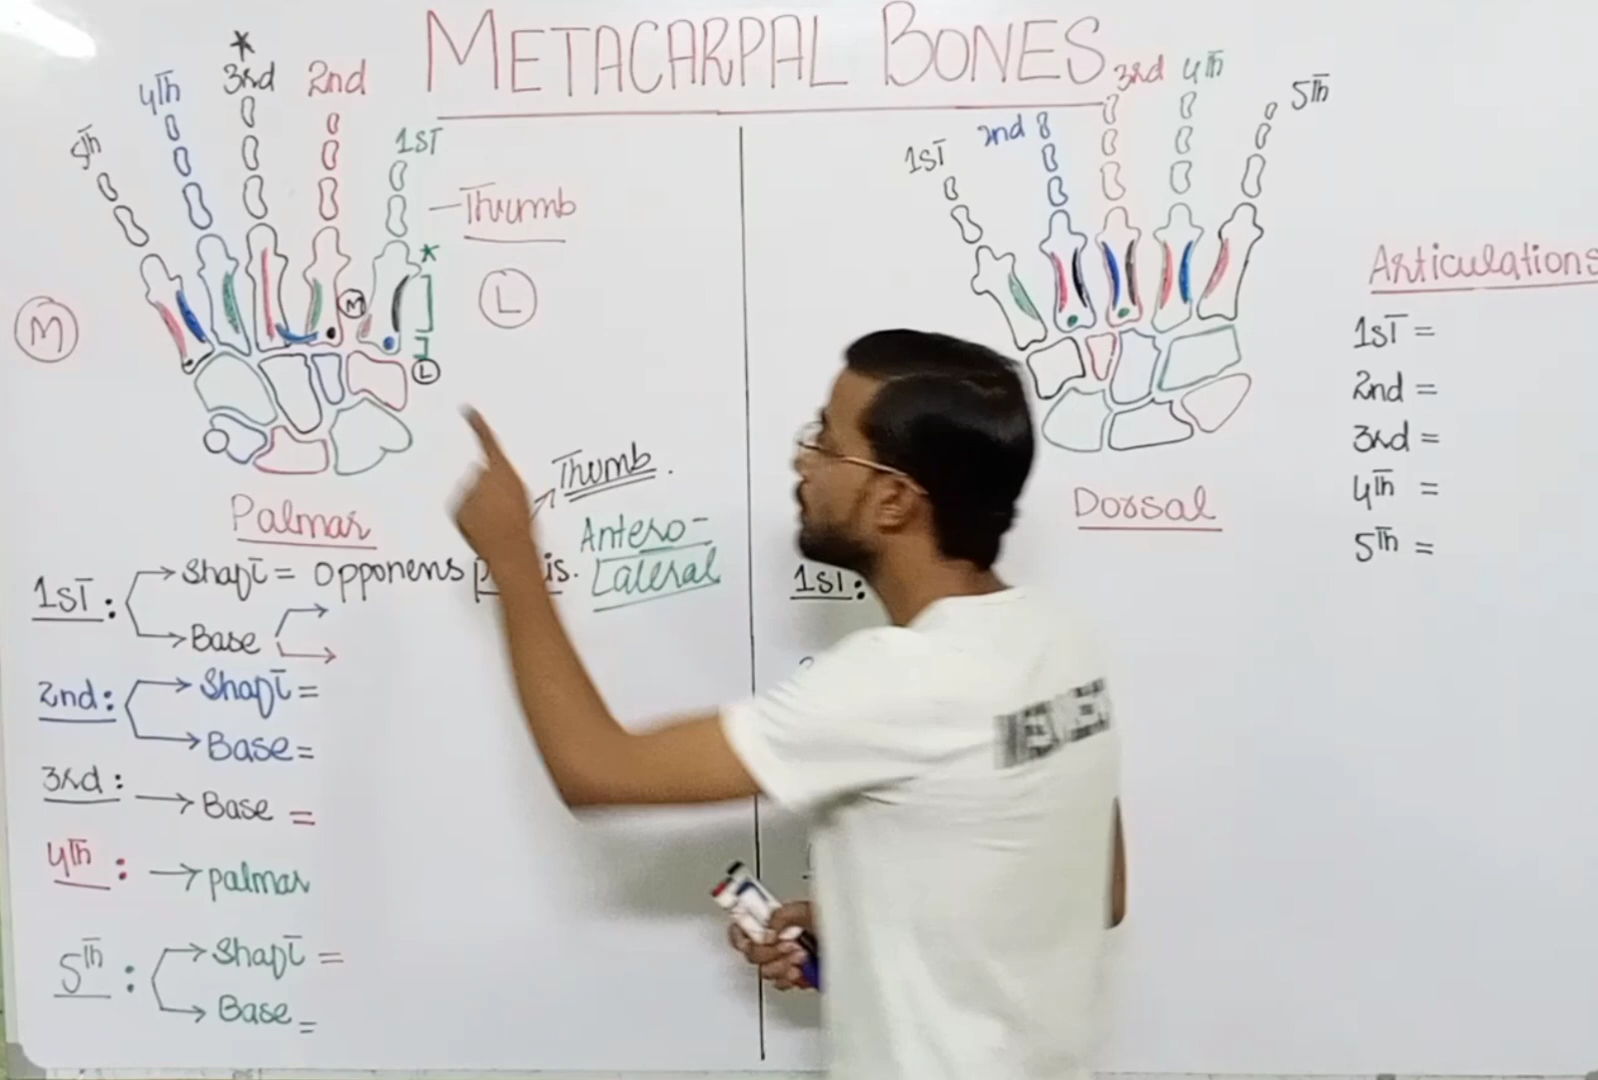 METACARPAL BONES
5Th
4Th
*
3rd
2nd
1ST
Thumb
*
M
L
M
L
Palmar
1ST
2nd
3rd
4Th
5Th
Dorsal
Articulations
1ST =
2nd =
3rd =
4Th =
5Th =
Thumb.
1ST: Shaft = opponens
Antero-
Lateral
Base
2nd: Shaft =
Base =
3rd: Base =
4Th: palmar
5Th: Shaft =
Base =
1ST: